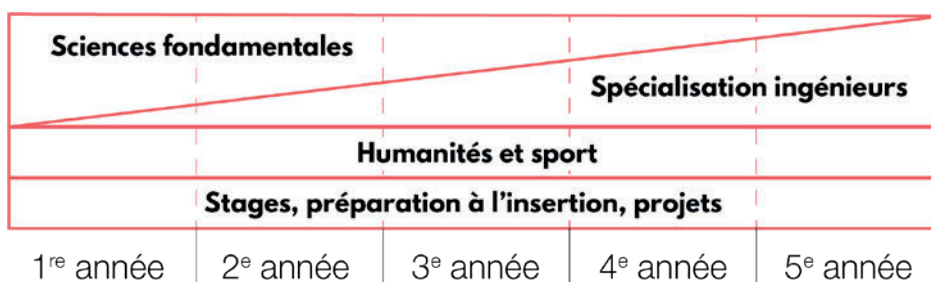 Sciences fondamentales
Spécialisation ingénieurs
Humanités et sport
Stages, préparation à l'insertion, projets
1re année 2e année 3e année 4e année 5e année